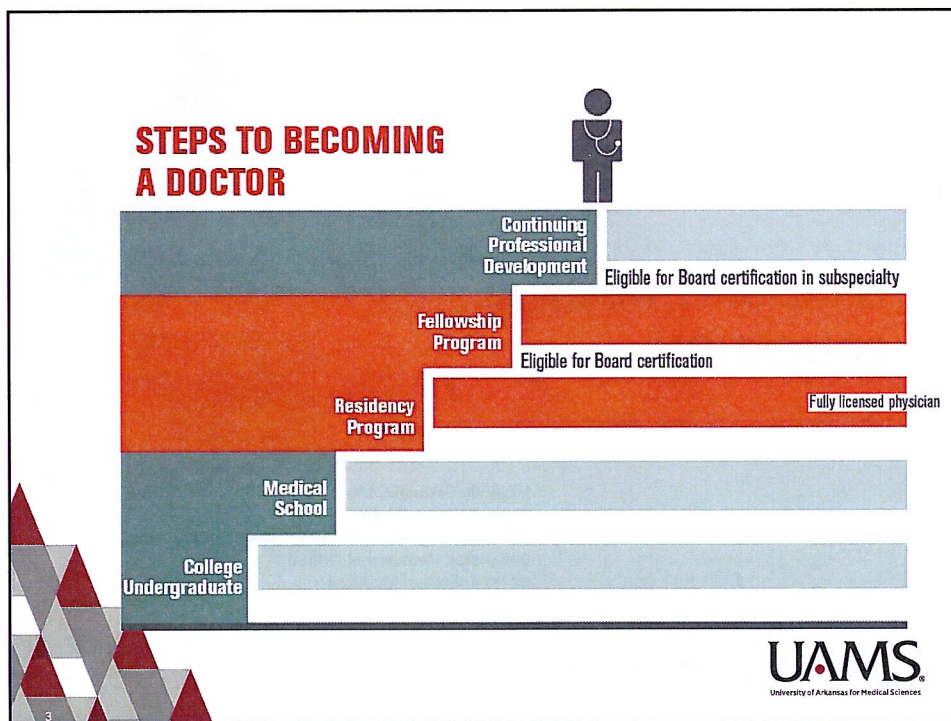 STEPS TO BECOMING
A DOCTOR
Continuing
Professional
Development
Eligible for Board certification in subspecialty
Fellowship
Program
Eligible for Board certification
Residency
Program
Fully licensed physician
Medical
School
College
Undergraduate
UAMS®
University of Arkansas for Medical Sciences
3